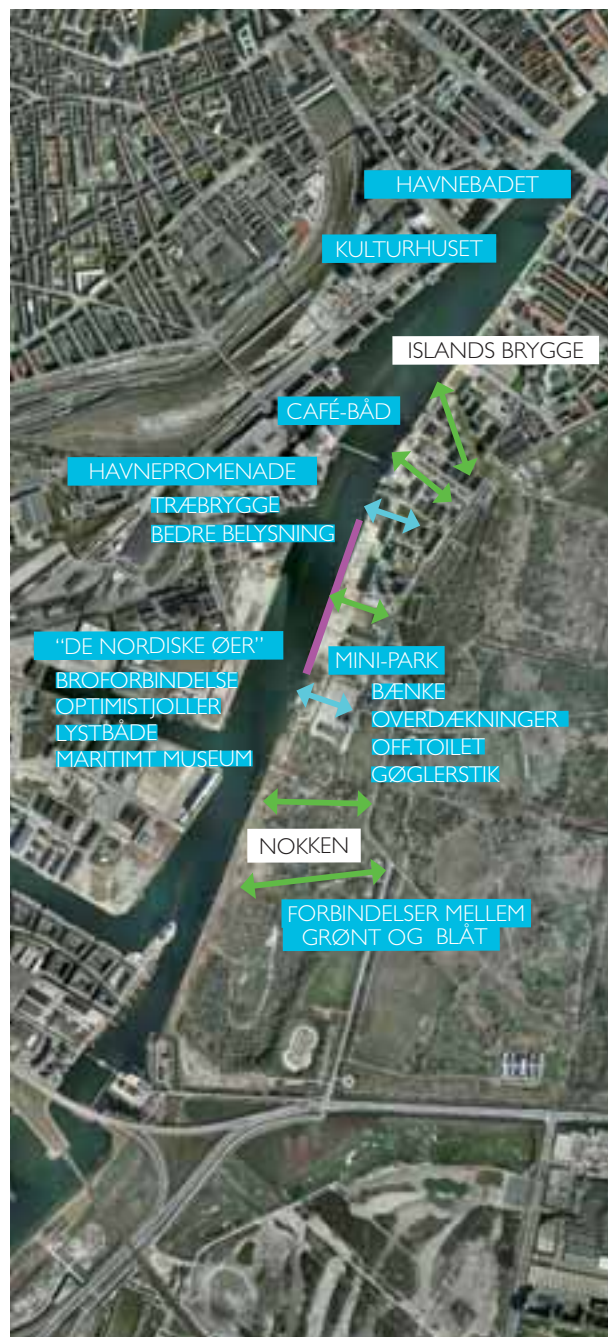 HAVNEBADET
KULTURHUSET
ISLANDS BRYGGE
CAFÉ-BÅD
HAVNEPROMENADE
TRÆBRYGGE
BEDRE BELYSNING
“DE NORDISKE ØER”
BROFORBINDELSE
OPTIMISTJOLLER
LYSTBÅDE
MARITIMT MUSEUM
MINI-PARK
BÆNKE
OVERDÆKNINGER
OFF.TOILET
GØGLERSTIK
NOKKEN
FORBINDELSER MELLEM
GRØNT OG BLÅT